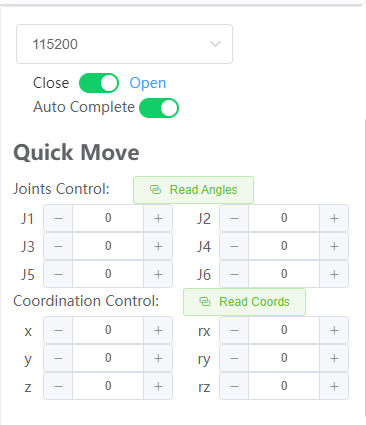 115200
Close Open
Auto Complete
Quick Move
Joints Control: Read Angles
J1 − 0 + J2 − 0 +
J3 − 0 + J4 − 0 +
J5 − 0 + J6 − 0 +
Coordination Control: Read Coords
x − 0 + rx − 0 +
y − 0 + ry − 0 +
z − 0 + rz − 0 +